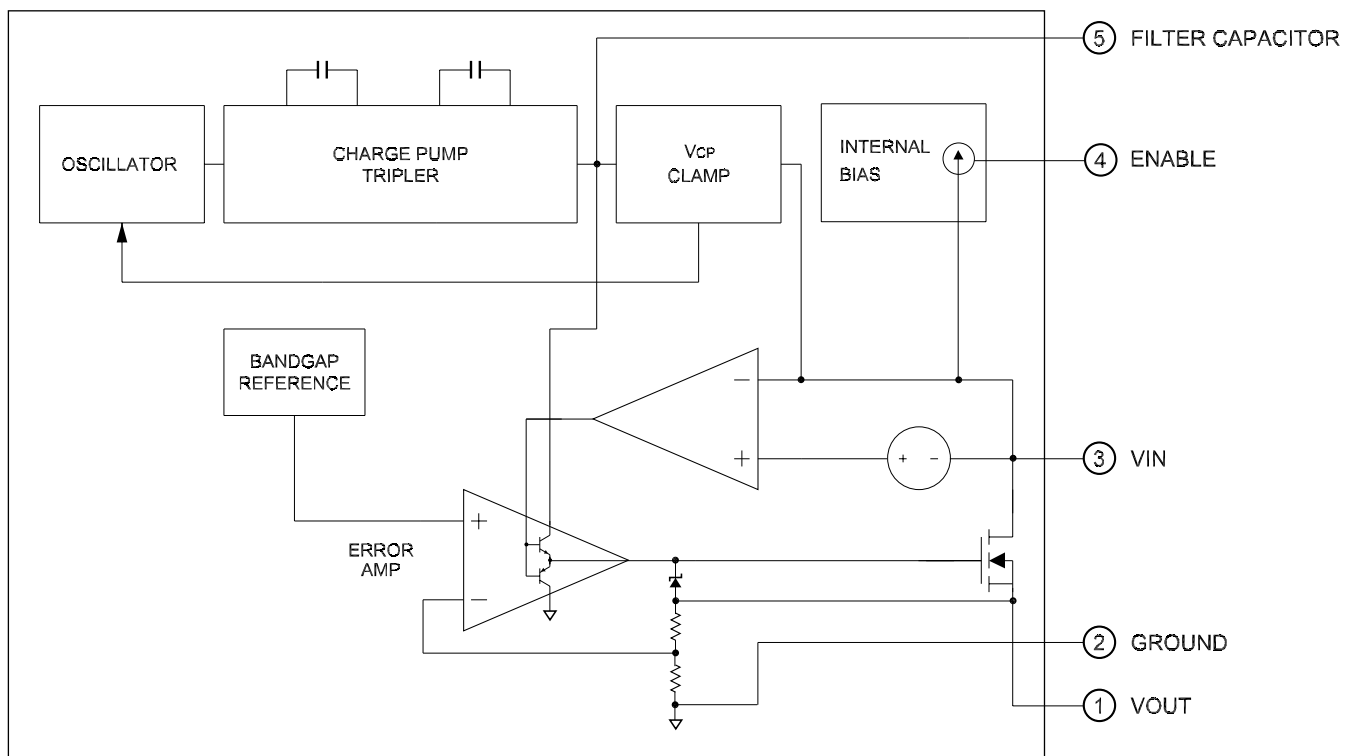 5 FILTER CAPACITOR
OSCILLATOR
CHARGE PUMP
TRIPLER
VCP
CLAMP
INTERNAL
BIAS
4 ENABLE
BANDGAP
REFERENCE
−
+
+ −
3 VIN
+
−
ERROR
AMP
2 GROUND
1 VOUT